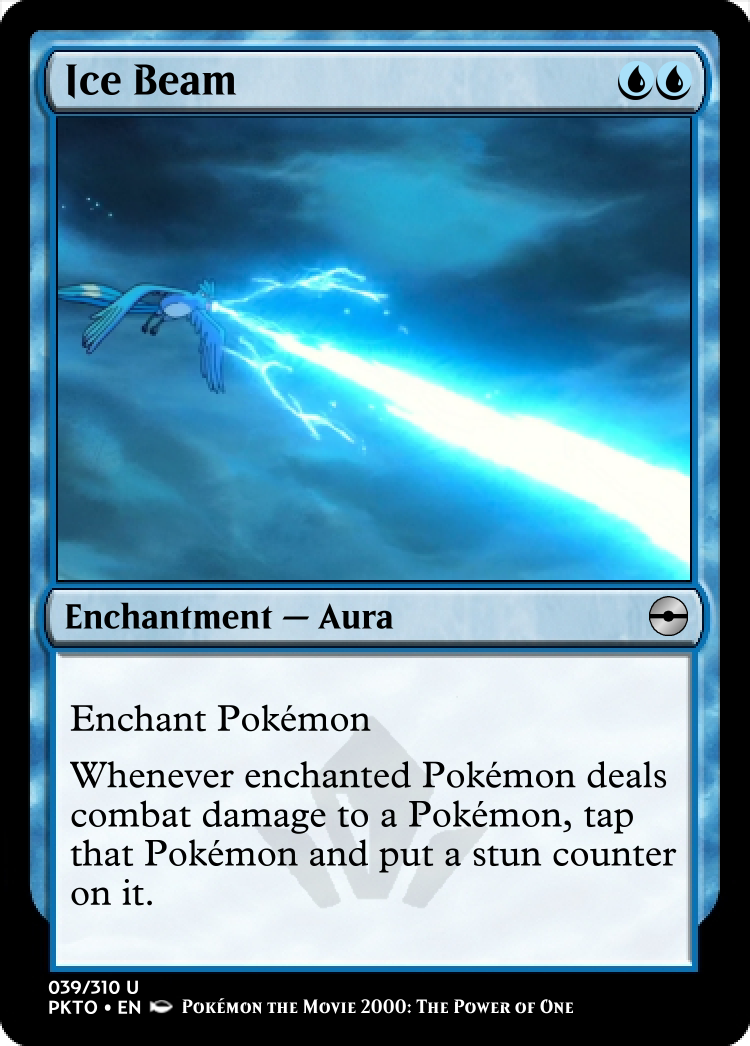 Ice Beam
Enchantment — Aura
Enchant Pokémon
Whenever enchanted Pokémon deals
combat damage to a Pokémon, tap
that Pokémon and put a stun counter
on it.
039/310 U
PKTO • EN Pokémon the Movie 2000: The Power of One